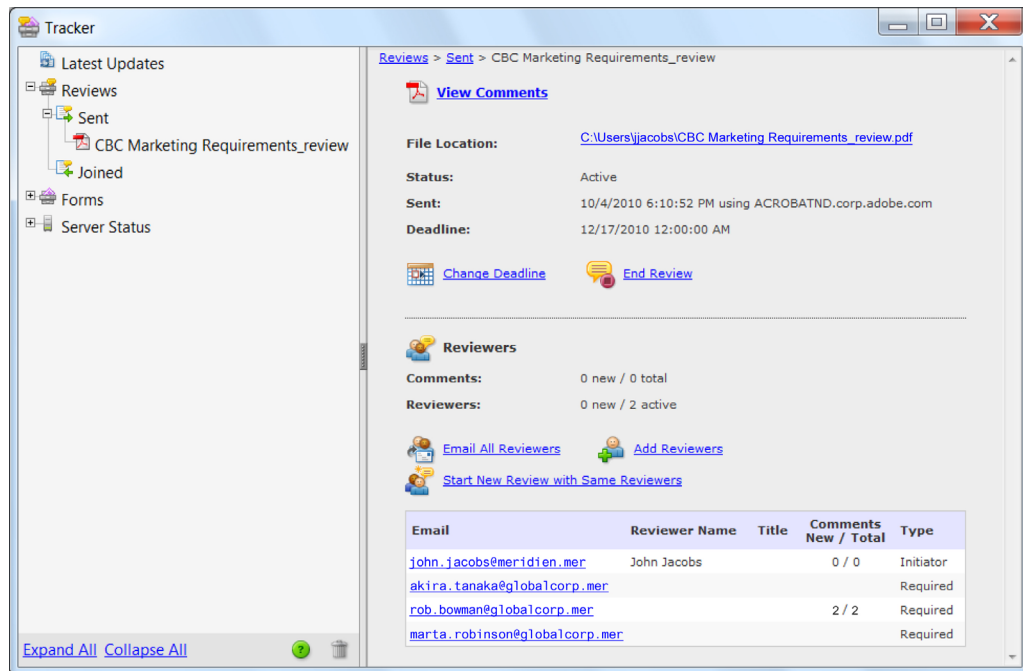 Tracker
Latest Updates
Reviews
Sent
CBC Marketing Requirements_review
Joined
Forms
Server Status
Expand All Collapse All
?
Reviews > Sent > CBC Marketing Requirements_review
View Comments
File Location: C:\Users\jjacobs\CBC Marketing Requirements_review.pdf
Status: Active
Sent: 10/4/2010 6:10:52 PM using ACROBATND.corp.adobe.com
Deadline: 12/17/2010 12:00:00 AM
Change Deadline End Review
Reviewers
Comments: 0 new / 0 total
Reviewers: 0 new / 2 active
Email All Reviewers Add Reviewers
Start New Review with Same Reviewers
Email Reviewer Name Title Comments New / Total Type
john.jacobs@meridien.mer John Jacobs 0 / 0 Initiator
akira.tanaka@globalcorp.mer Required
rob.bowman@globalcorp.mer 2 / 2 Required
marta.robinson@globalcorp.mer Required